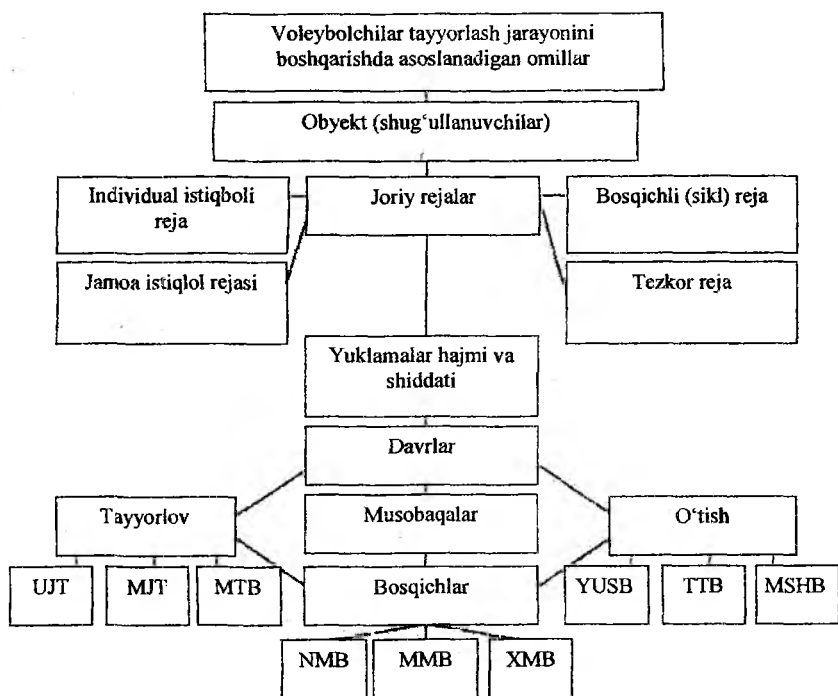 Voleybolchilar tayyorlash jarayonini
boshqarishda asoslanadigan omillar
Obyekt (shug‘ullanuvchilar)
Individual istiqboli
reja
Joriy rejalar
Bosqichli (sikl) reja
Jamoa istiqlol rejasi
Tezkor reja
Yuklamalar hajmi va
shiddati
Davrlar
Tayyorlov
Musobaqalar
O‘tish
UJT
MJT
MTB
Bosqichlar
YUSB
TTB
MSHB
NMB
MMB
XMB